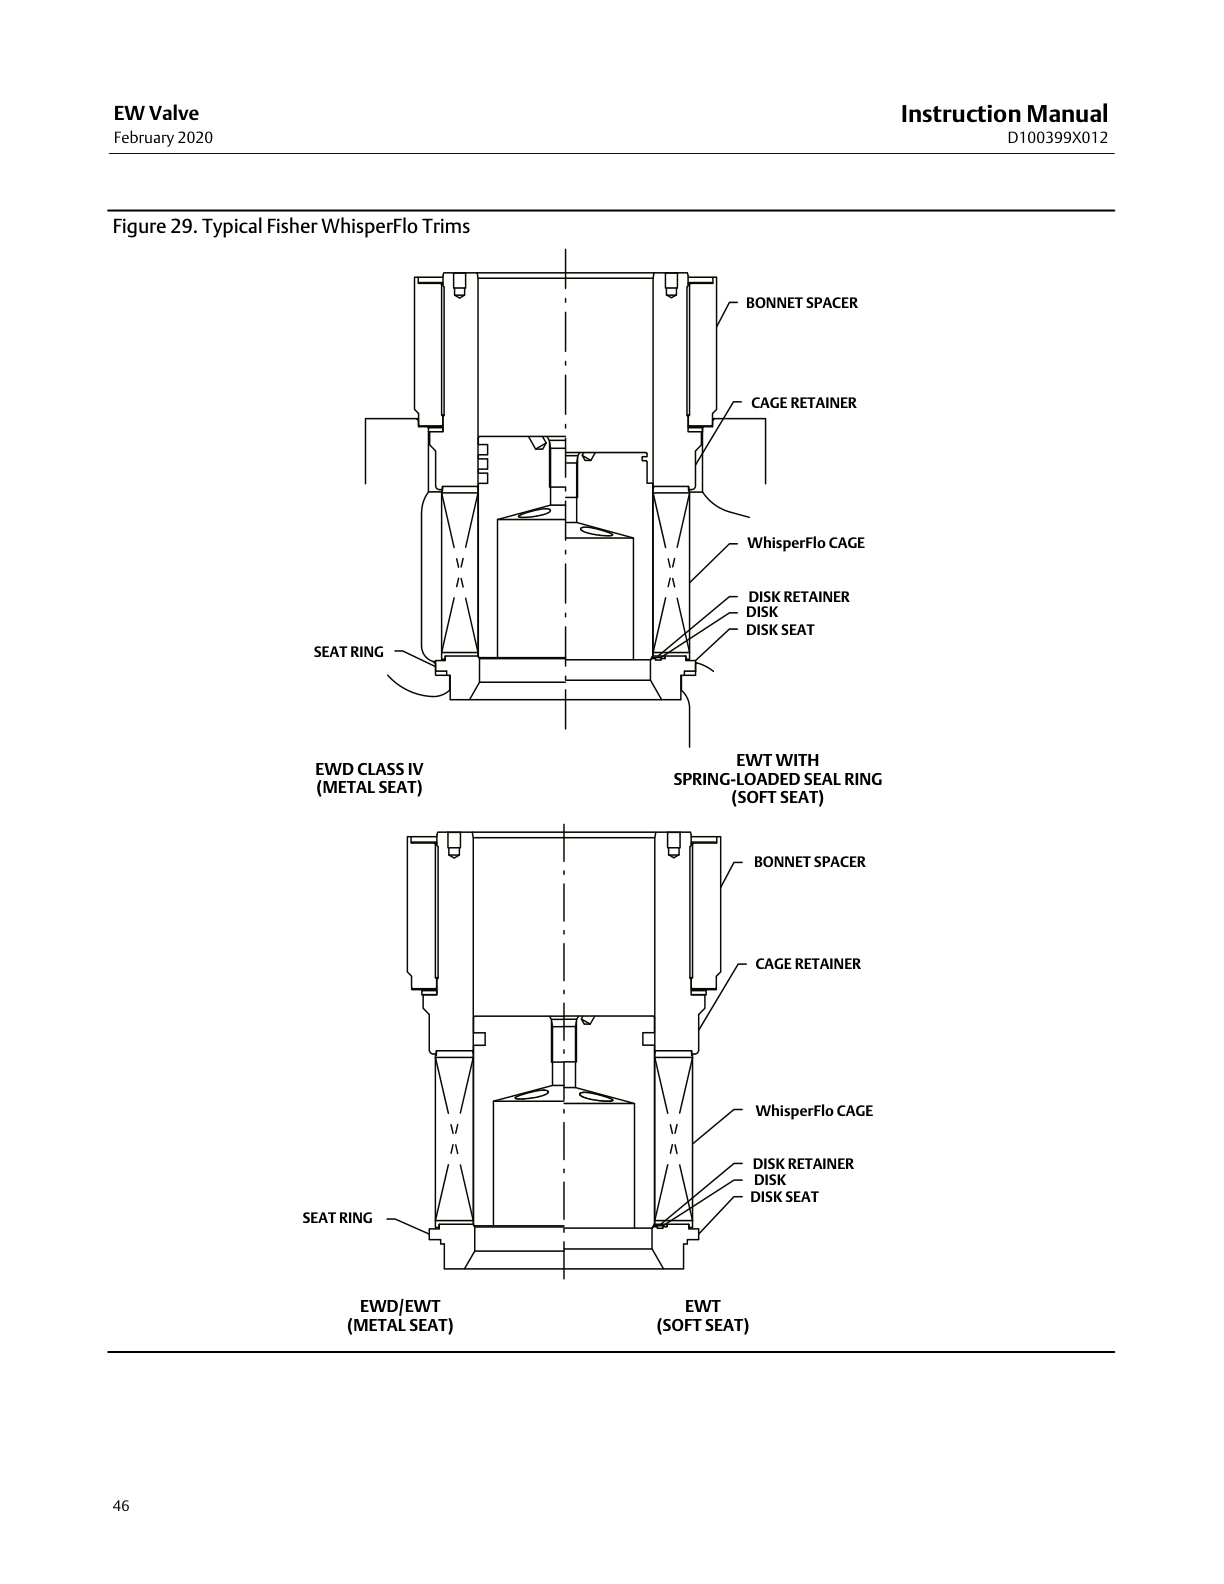 EW Valve
February 2020
Instruction Manual
D100399X012
Figure 29. Typical Fisher WhisperFlo Trims
BONNET SPACER
CAGE RETAINER
WhisperFlo CAGE
DISK RETAINER
DISK
DISK SEAT
SEAT RING
EWD CLASS IV
(METAL SEAT)
EWT WITH
SPRING-LOADED SEAL RING
(SOFT SEAT)
BONNET SPACER
CAGE RETAINER
WhisperFlo CAGE
DISK RETAINER
DISK
DISK SEAT
SEAT RING
EWD/EWT
(METAL SEAT)
EWT
(SOFT SEAT)
46